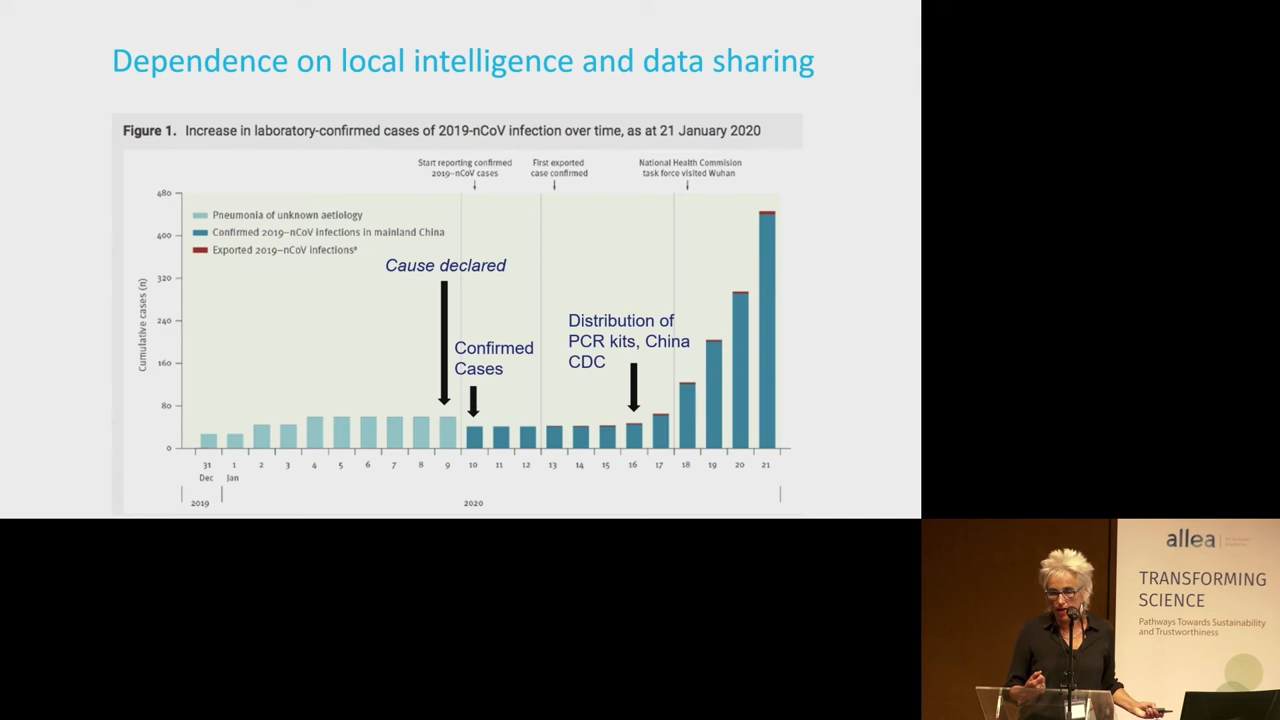 Dependence on local intelligence and data sharing
Figure 1. Increase in laboratory-confirmed cases of 2019-nCoV infection over time, as at 21 January 2020
Start reporting confirmed
2019–nCoV cases
First exported
case confirmed
National Health Commision
task force visited Wuhan
Cumulative cases (n)
480
400
320
240
160
80
0
Pneumonia of unknown aetiology
Confirmed 2019–nCoV infections in mainland China
Exported 2019–nCoV infectionsª
Cause declared
Confirmed
Cases
Distribution of
PCR kits, China
CDC
31 1 2 3 4 5 6 7 8 9 10 11 12 13 14 15 16 17 18 19 20 21
Dec Jan
2019 2020
allea
TRANSFORMING
SCIENCE
Pathways Towards Sustainability
and Trustworthiness